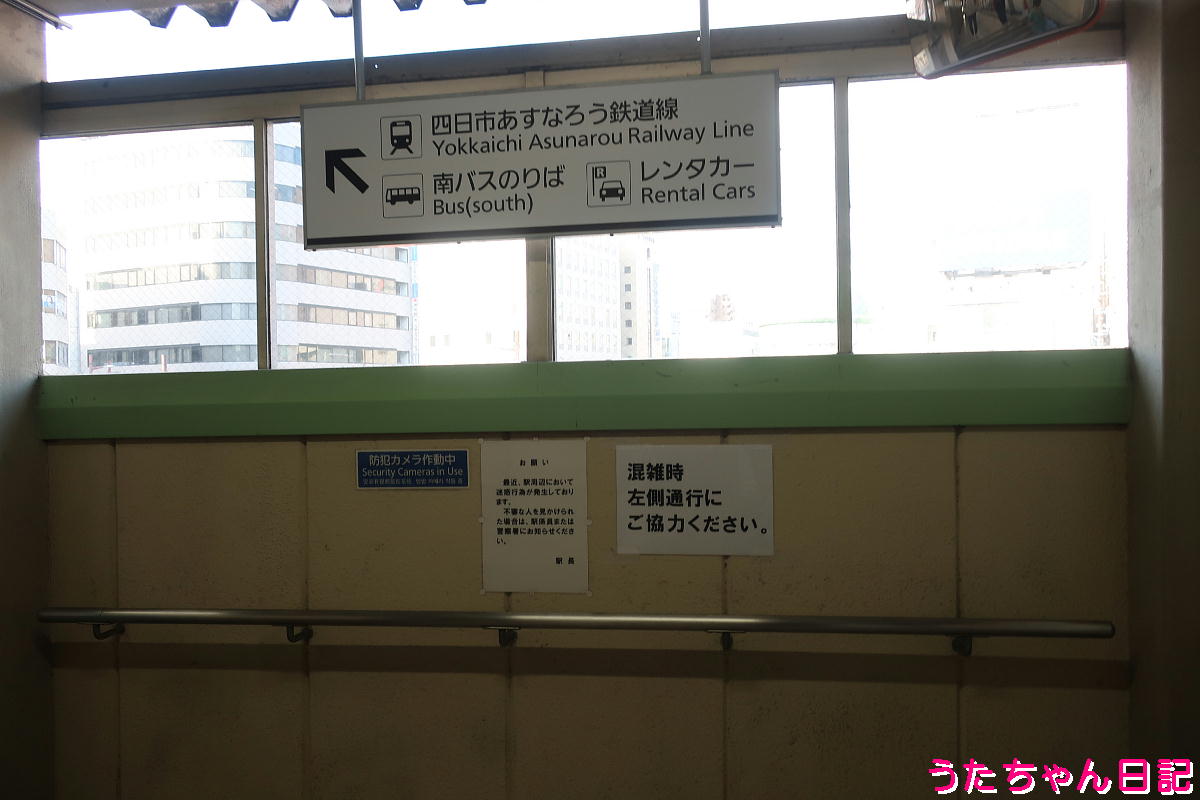 四日市あすなろう鉄道線
Yokkaichi Asunarou Railway Line
南バスのりば
Bus(south)
R
レンタカー
Rental Cars
防犯カメラ作動中
Security Cameras in Use
お願い
最近、駅周辺において
迷惑行為が発生しており
ます。
不審な人を見かけられ
た場合は、駅係員または
警察署にお知らせくださ
い。
駅長
混雑時
左側通行に
ご協力ください。
うたちゃん日記